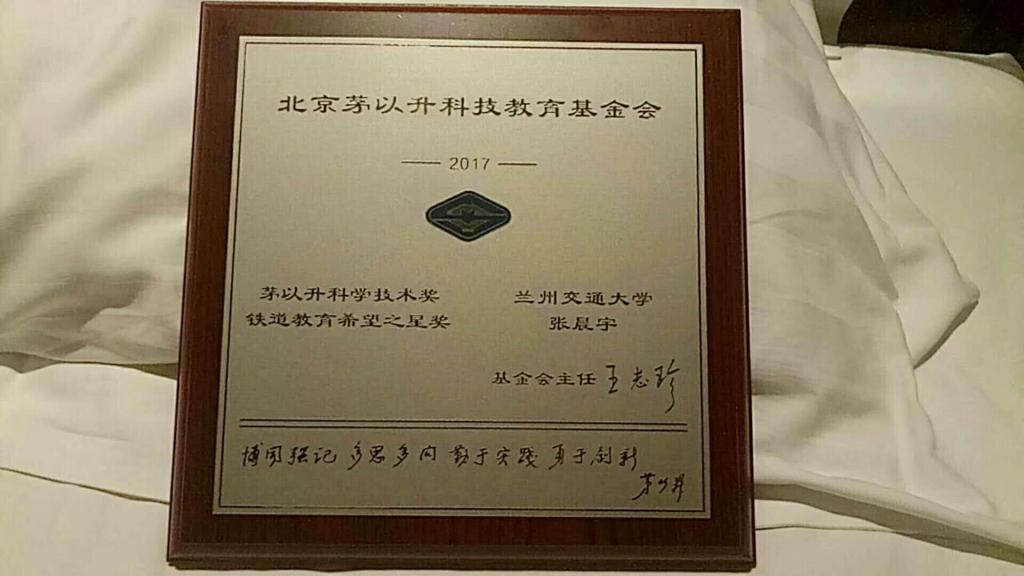 北京茅以升科技教育基金会
2017
茅以升科学技术奖
铁道教育希望之星奖
兰州交通大学
张晨宇
基金会主任 王志珍
博闻强记 多思多问 勤于实践 勇于创新
茅以升